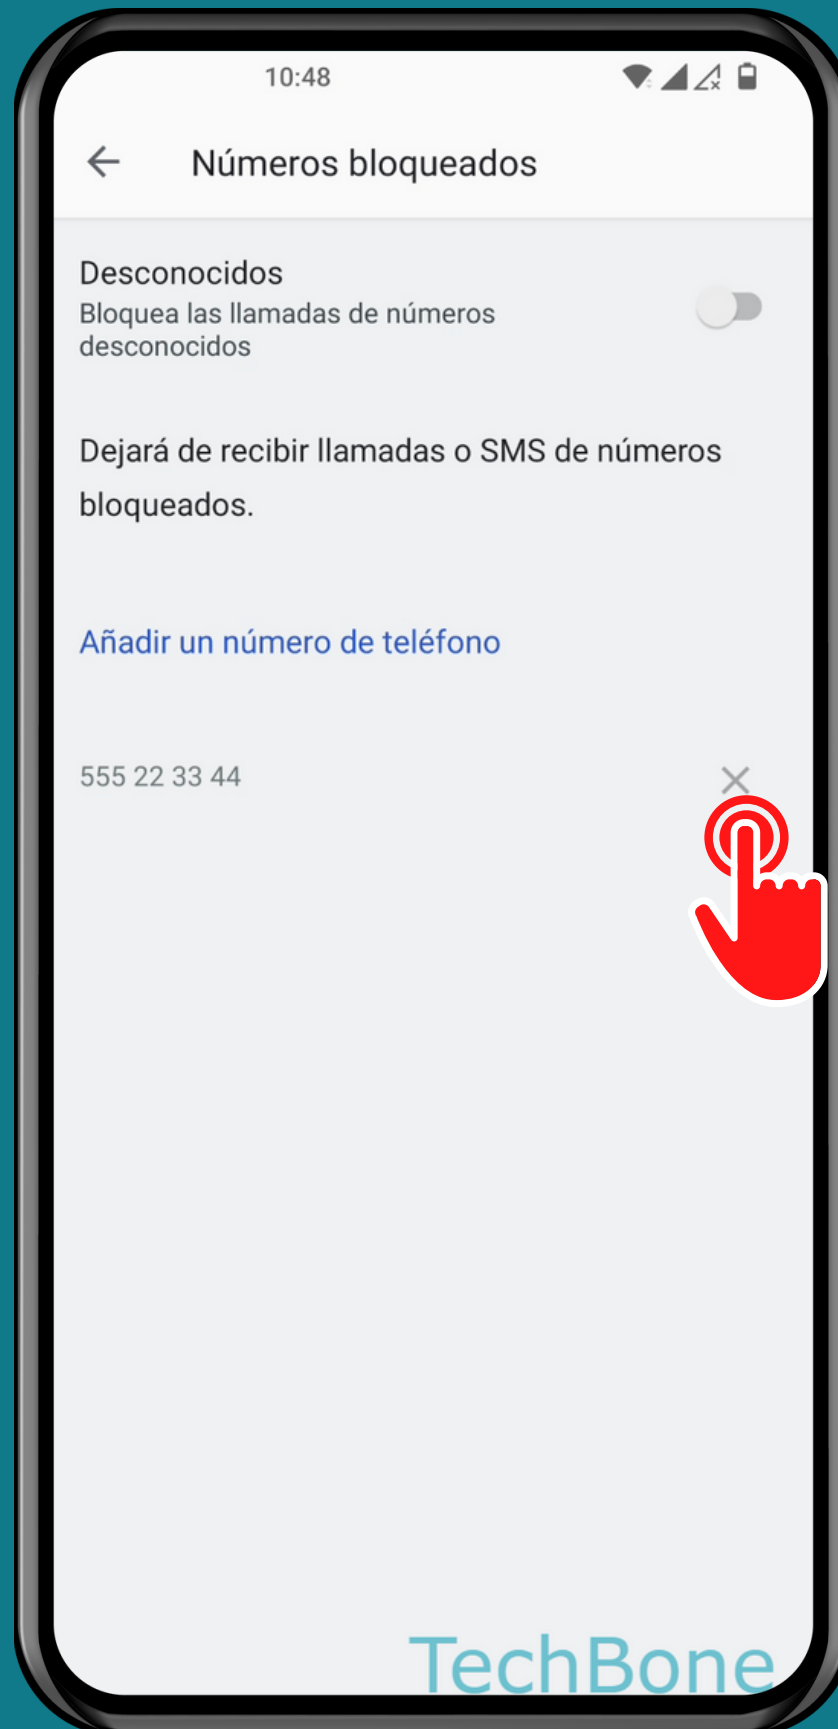 10:48
Números bloqueados
Desconocidos
Bloquea las llamadas de números
desconocidos
Dejará de recibir llamadas o SMS de números
bloqueados.
Añadir un número de teléfono
555 22 33 44
TechBone